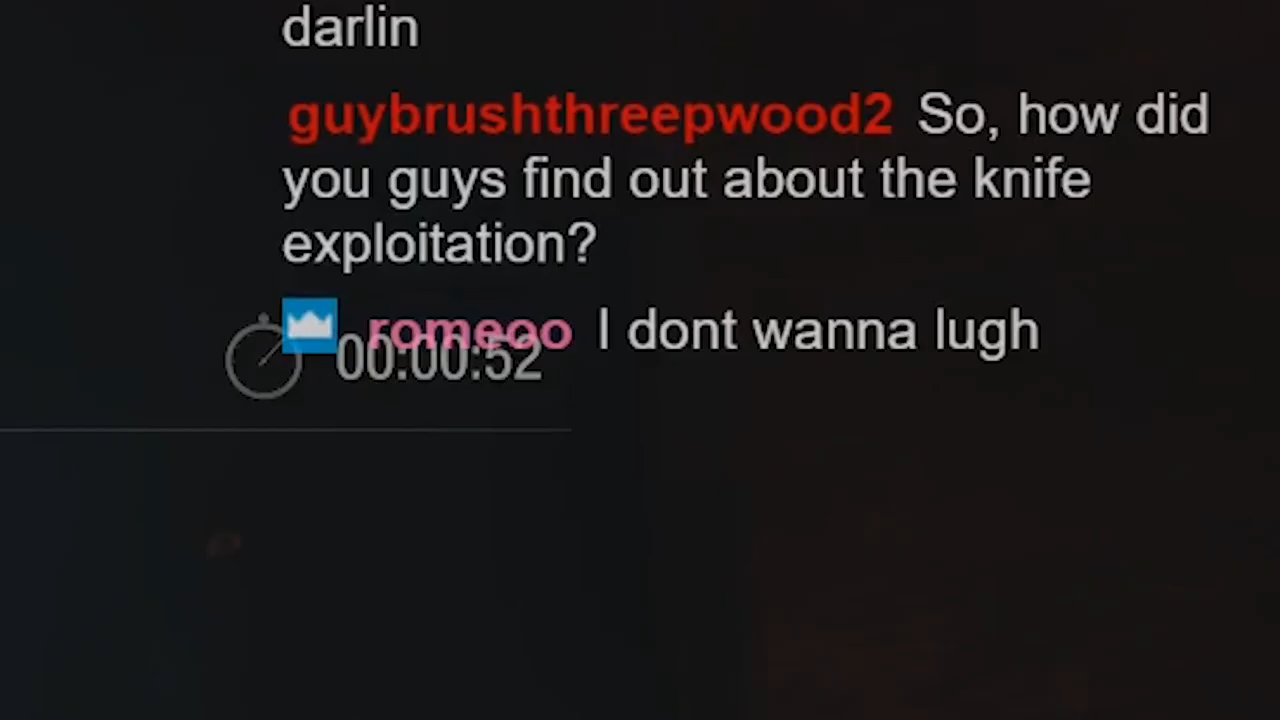 darlin
guybrushthreepwood2 So, how did
you guys find out about the knife
exploitation?
romeoo I dont wanna lugh
00:00:52